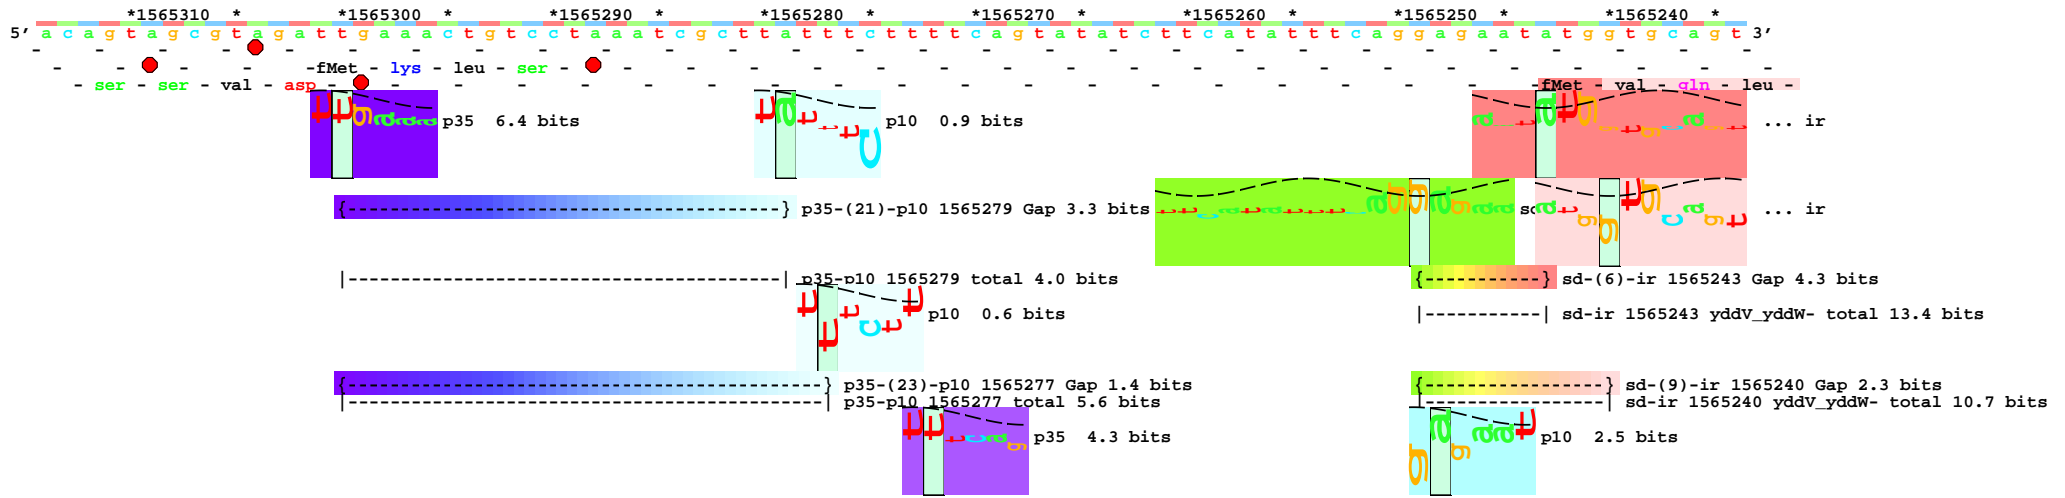 *1565310 * *1565300 * *1565290 * *1565280 * *1565270 * *1565260 * *1565250 * *1565240 *
5' a c a g t a g c g t a g a t t g a a a c t g t c c t a a a t c g c t t a t t t c t t t t c a g t a t a t c t t c a t a t t t c a g g a g a a t a t g g t g c a g t 3'
-fMet - lys - leu - ser -
- ser - ser - val - asp - fMet - val - gln - leu -
t t g a a a p35 6.4 bits
t a t t t c p10 0.9 bits
a t a t g g t g c a g t ... ir
{--------------------} p35-(21)-p10 1565279 Gap 3.3 bits
t t c a t a t t t c a g g a g a a
a t g g t g c a g t ... ir
|--------------------| p35-p10 1565279 total 4.0 bits
{-----------} sd-(6)-ir 1565243 Gap 4.3 bits
t t t c t t p10 0.6 bits
|-----------| sd-ir 1565243 yddV_yddW- total 13.4 bits
{--------------------} p35-(23)-p10 1565277 Gap 1.4 bits
{-----------------} sd-(9)-ir 1565240 Gap 2.3 bits
|--------------------| p35-p10 1565277 total 5.6 bits
|-----------------| sd-ir 1565240 yddV_yddW- total 10.7 bits
t t t c a g p35 4.3 bits
g a g a a t p10 2.5 bits